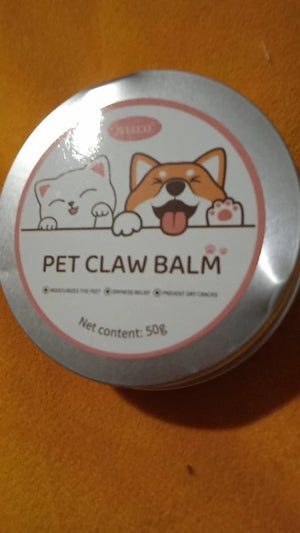 PET CLAW BALM
MOISTURIZES THE FEET DRYNESS RELIEF PREVENT DRY CRACKS
Net content: 50g